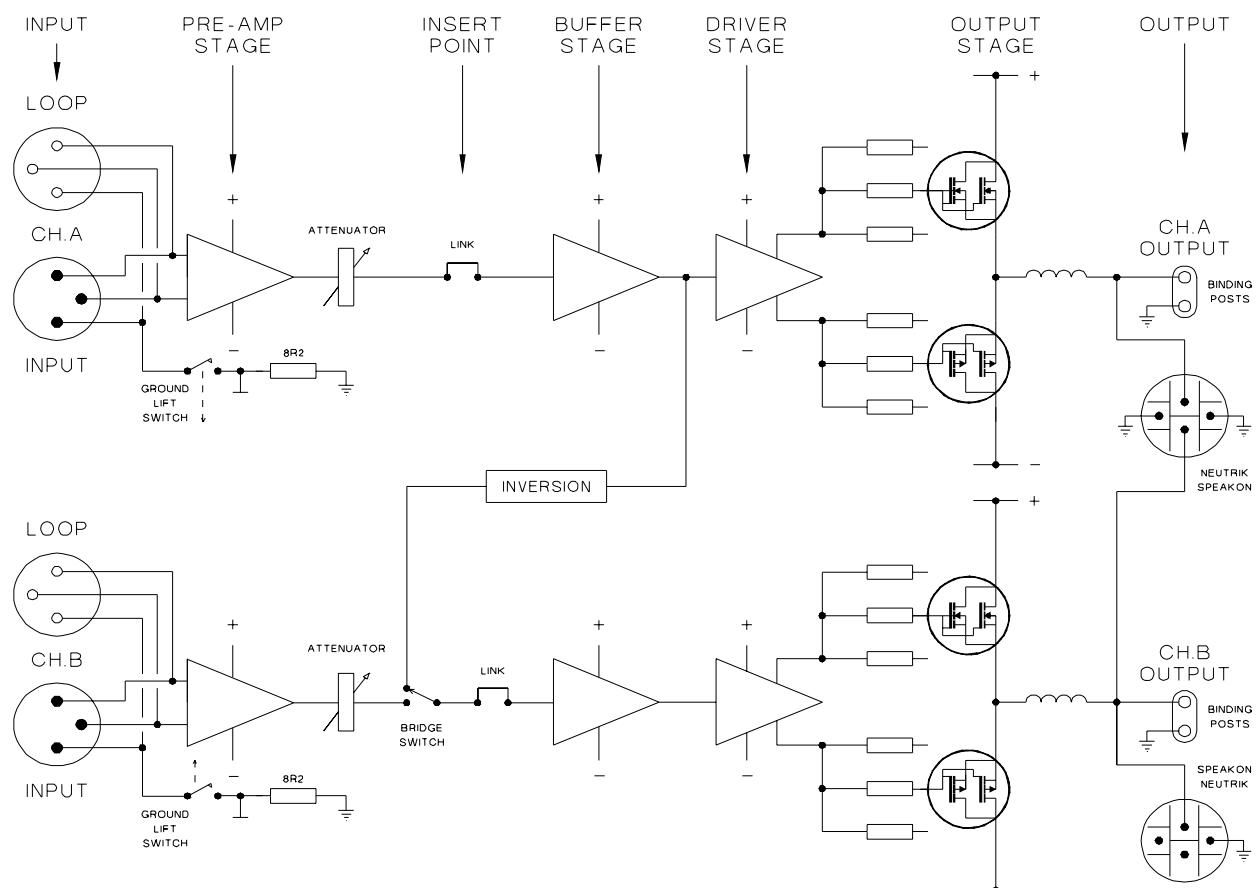 INPUT
PRE-AMP
STAGE
INSERT
POINT
BUFFER
STAGE
DRIVER
STAGE
OUTPUT
STAGE
OUTPUT
+
LOOP
+
+
+
CH.A
ATTENUATOR
LINK
CH.A
OUTPUT
BINDING
POSTS
INPUT
−
−
−
8R2
GROUND
LIFT
SWITCH
INVERSION
−
NEUTRIK
SPEAKON
+
LOOP
+
+
+
CH.B
ATTENUATOR
LINK
CH.B
OUTPUT
BRIDGE
SWITCH
BINDING
POSTS
INPUT
−
−
−
8R2
SPEAKON
NEUTRIK
GROUND
LIFT
SWITCH